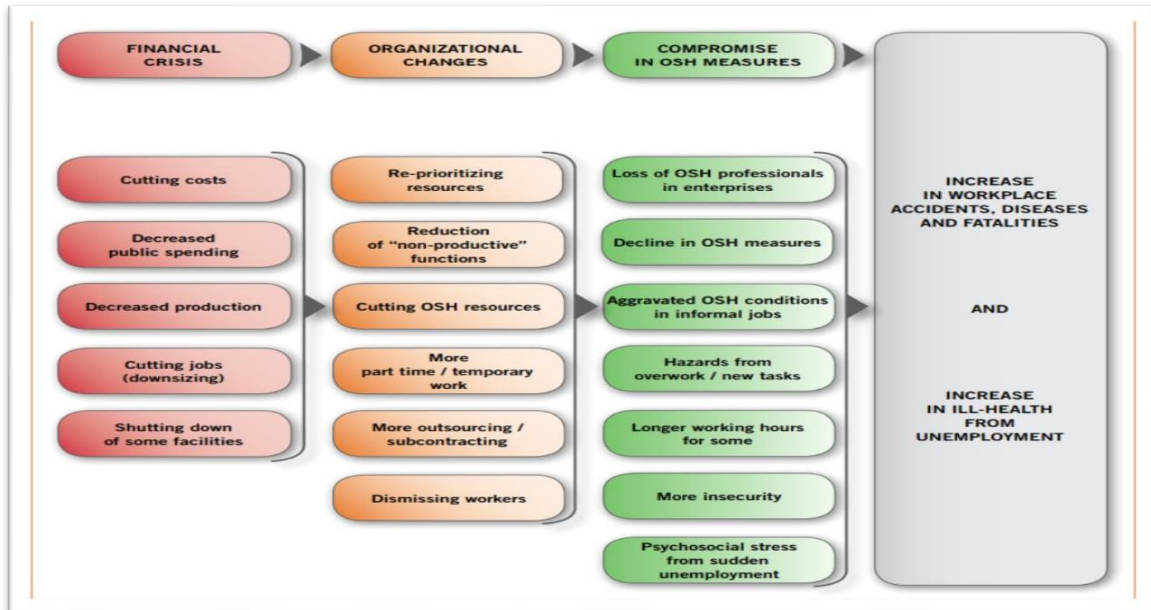 FINANCIAL
CRISIS
ORGANIZATIONAL
CHANGES
COMPROMISE
IN OSH MEASURES
Cutting costs
Decreased
public spending
Decreased production
Cutting jobs
(downsizing)
Shutting down
of some facilities
Re-prioritizing
resources
Reduction
of “non-productive”
functions
Cutting OSH resources
More
part time / temporary
work
More outsourcing /
subcontracting
Dismissing workers
Loss of OSH professionals
in enterprises
Decline in OSH measures
Aggravated OSH conditions
in informal jobs
Hazards from
overwork / new tasks
Longer working hours
for some
More insecurity
Psychosocial stress
from sudden
unemployment
INCREASE
IN WORKPLACE
ACCIDENTS, DISEASES
AND FATALITIES
AND
INCREASE
IN ILL-HEALTH
FROM
UNEMPLOYMENT